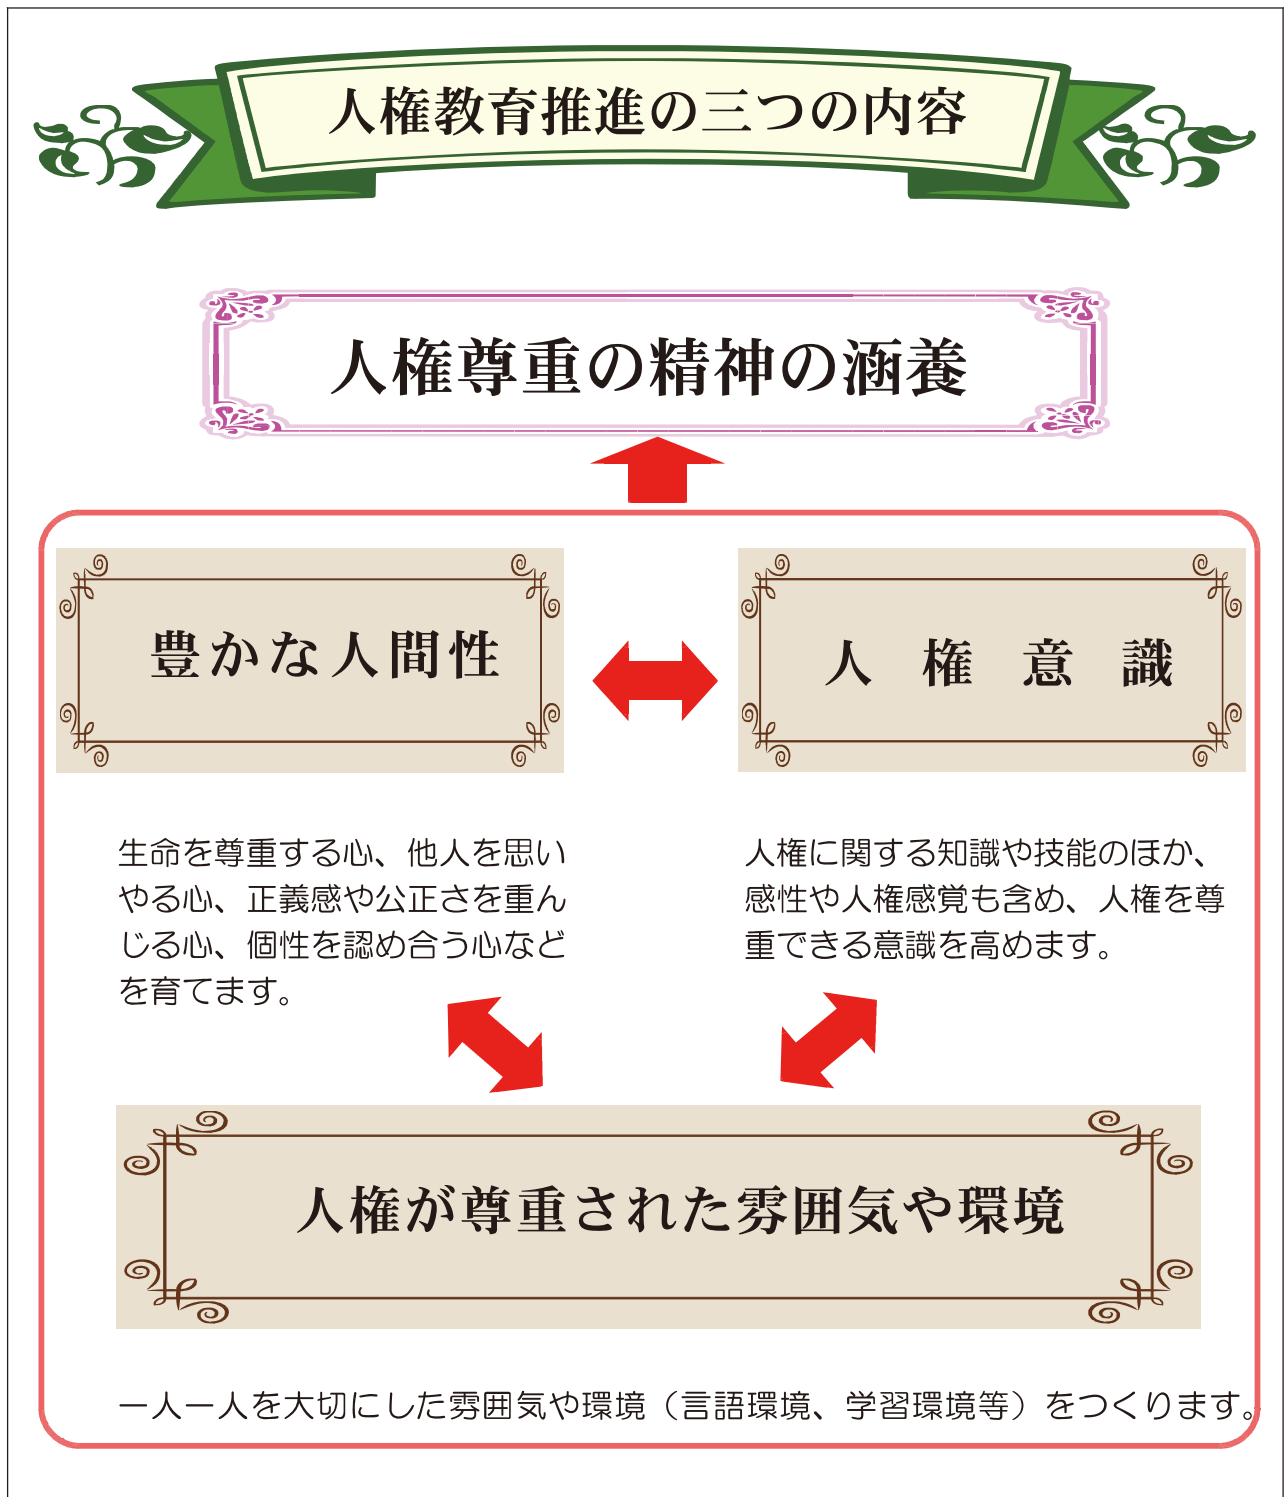 人権教育推進の三つの内容
人権尊重の精神の涵養
豊かな人間性
人権意識
生命を尊重する心、他人を思い
やる心、正義感や公正さを重ん
じる心、個性を認め合う心など
を育てます。
人権に関する知識や技能のほか、
感性や人権感覚も含め、人権を尊
重できる意識を高めます。
人権が尊重された雰囲気や環境
一人一人を大切にした雰囲気や環境（言語環境、学習環境等）をつくります。